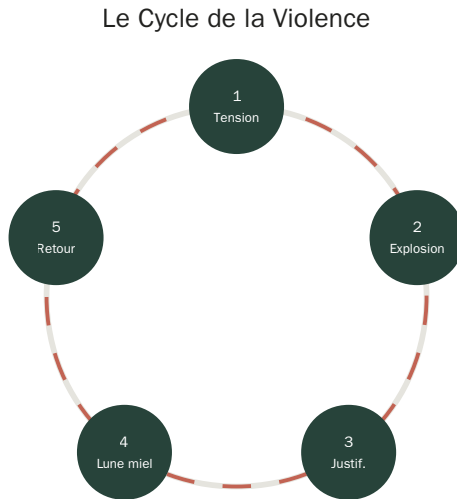 Le Cycle de la Violence
1
Tension
2
Explosion
3
Justif.
4
Lune miel
5
Retour